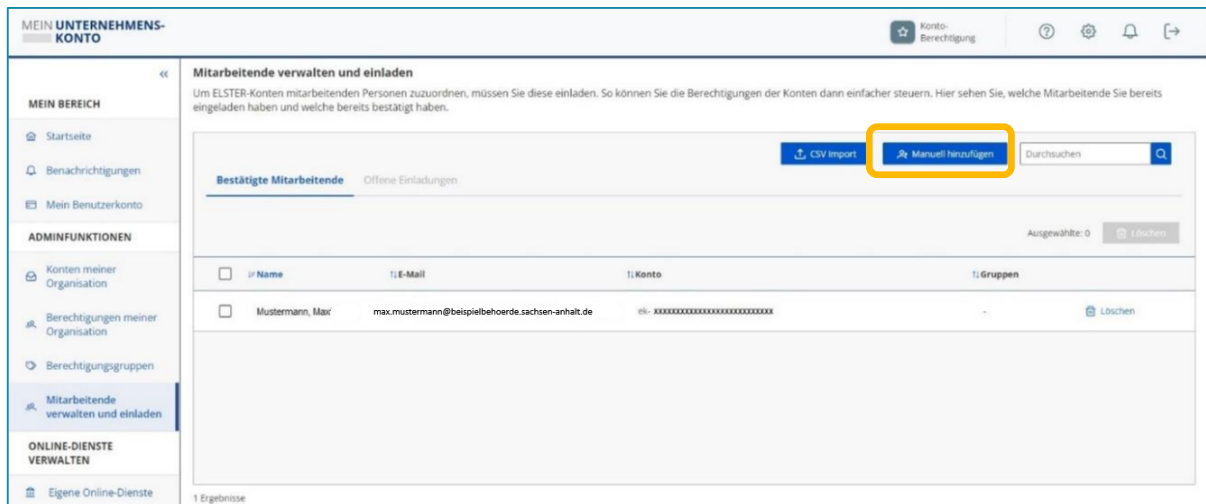 MEIN UNTERNEHMENS-
KONTO
Konto-
Berechtigung
«
MEIN BEREICH
Startseite
Benachrichtigungen
Mein Benutzerkonto
ADMINFUNKTIONEN
Konten meiner
Organisation
Berechtigungen meiner
Organisation
Berechtigungsgruppen
Mitarbeitende
verwalten und einladen
ONLINE-DIENSTE
VERWALTEN
Eigene Online-Dienste
Mitarbeitende verwalten und einladen
Um ELSTER-Konten mitarbeitenden Personen zuzuordnen, müssen Sie diese einladen. So können Sie die Berechtigungen der Konten dann einfacher steuern. Hier sehen Sie, welche Mitarbeitende Sie bereits
eingeladen haben und welche bereits bestätigt haben.
CSV Import Manuell hinzufügen Durchsuchen
Bestätigte Mitarbeitende Offene Einladungen
Ausgewählte: 0 Löschen
Name E-Mail Konto Gruppen
Mustermann, Max max.mustermann@beispielbehoerde.sachsen-anhalt.de ek- xxxxxxxxxxxxxxxxxxxxxxxxxxx - Löschen
1 Ergebnisse